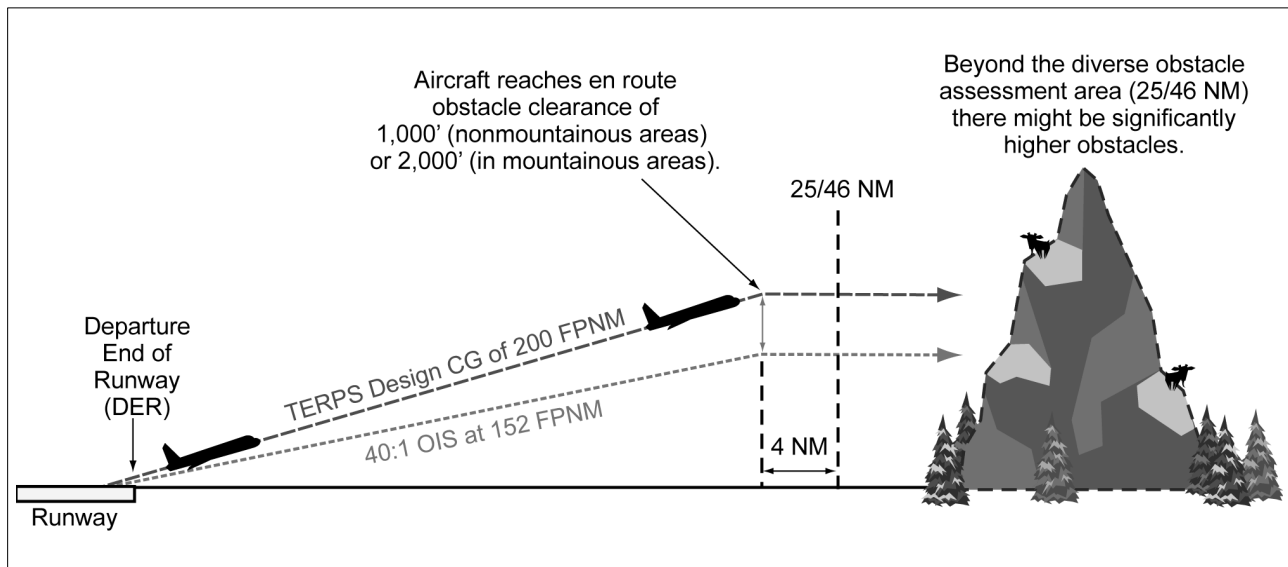 Aircraft reaches en route
obstacle clearance of
1,000’ (nonmountainous areas)
or 2,000’ (in mountainous areas).
Beyond the diverse obstacle
assessment area (25/46 NM)
there might be significantly
higher obstacles.
25/46 NM
Departure
End of
Runway
(DER)
TERPS Design CG of 200 FPNM
40:1 OIS at 152 FPNM
4 NM
Runway